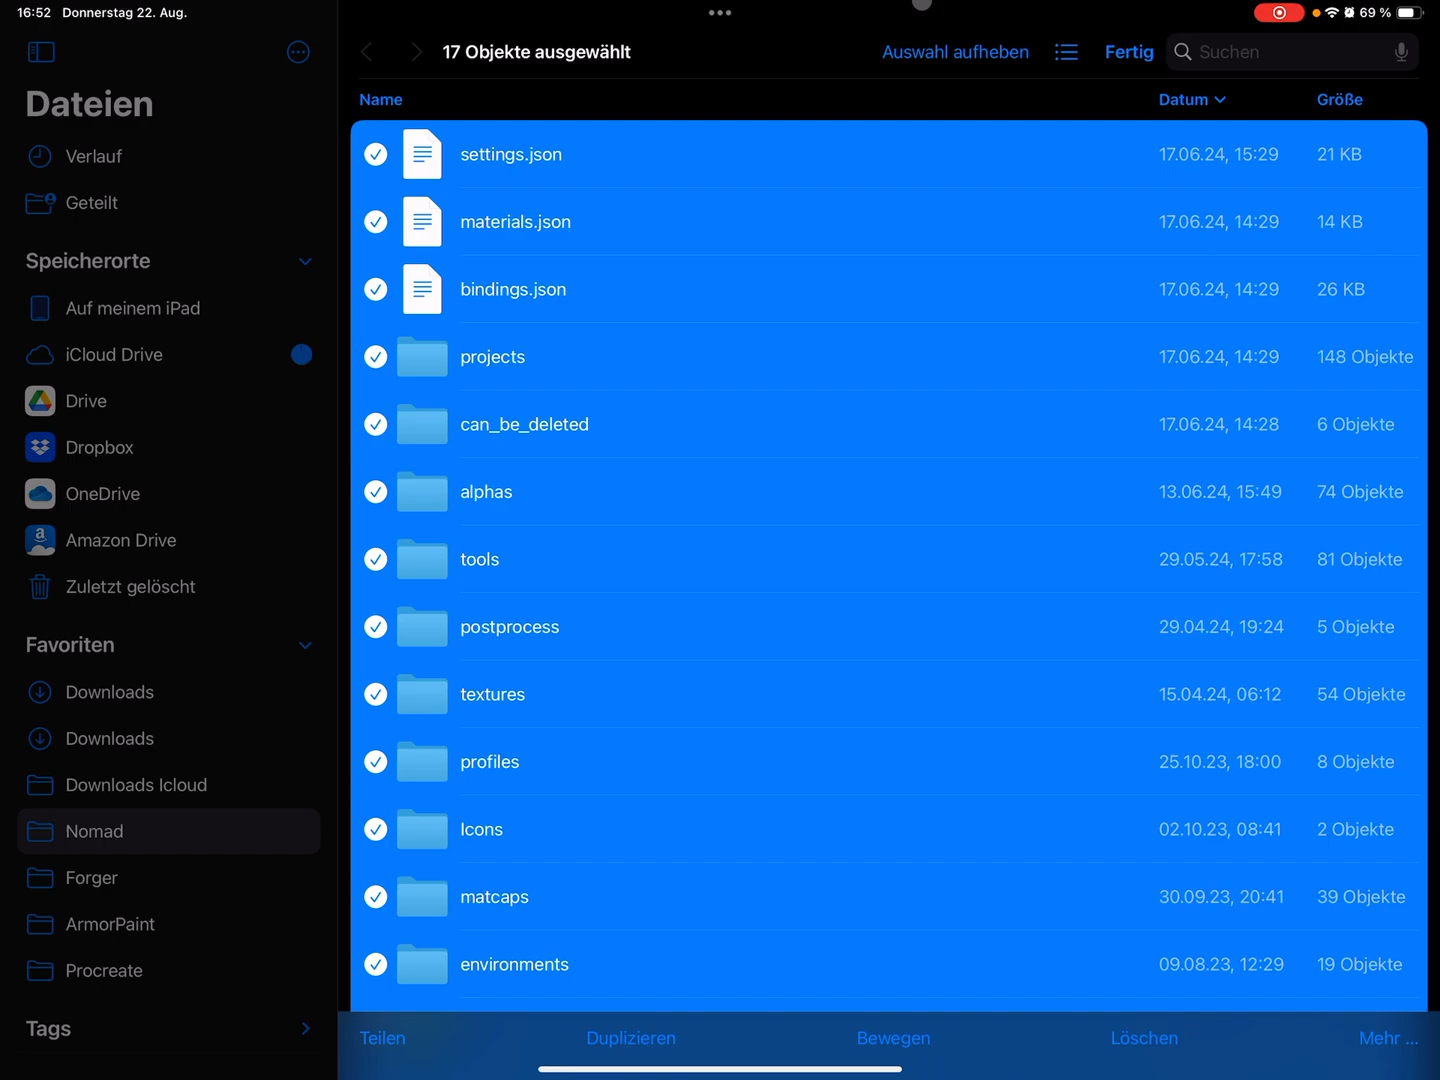 16:52 Donnerstag 22. Aug.
69 %
Dateien
Verlauf
Geteilt
Speicherorte
Auf meinem iPad
iCloud Drive
Drive
Dropbox
OneDrive
Amazon Drive
Zuletzt gelöscht
Favoriten
Downloads
Downloads
Downloads Icloud
Nomad
Forger
ArmorPaint
Procreate
Tags
17 Objekte ausgewählt
Auswahl aufheben
Fertig
Suchen
Name Datum Größe
settings.json 17.06.24, 15:29 21 KB
materials.json 17.06.24, 14:29 14 KB
bindings.json 17.06.24, 14:29 26 KB
projects 17.06.24, 14:29 148 Objekte
can_be_deleted 17.06.24, 14:28 6 Objekte
alphas 13.06.24, 15:49 74 Objekte
tools 29.05.24, 17:58 81 Objekte
postprocess 29.04.24, 19:24 5 Objekte
textures 15.04.24, 06:12 54 Objekte
profiles 25.10.23, 18:00 8 Objekte
Icons 02.10.23, 08:41 2 Objekte
matcaps 30.09.23, 20:41 39 Objekte
environments 09.08.23, 12:29 19 Objekte
Teilen Duplizieren Bewegen Löschen Mehr ...